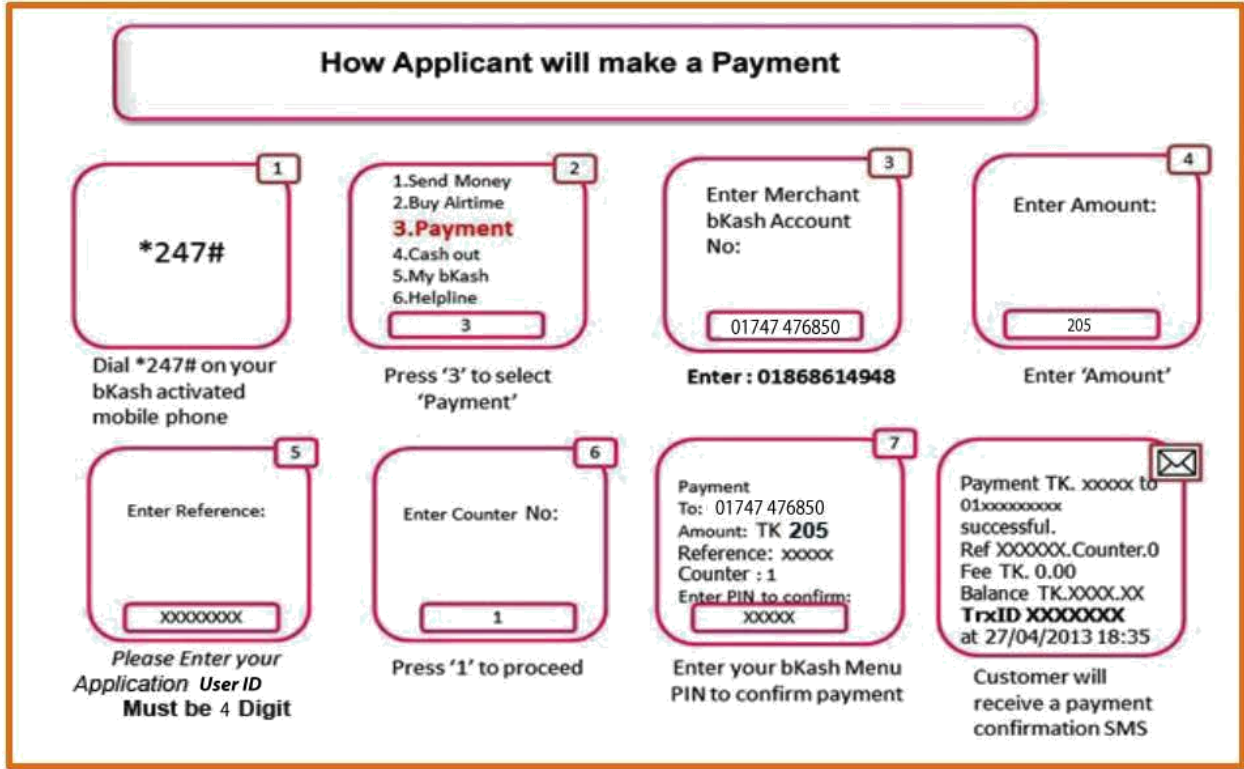 How Applicant will make a Payment
1
*247#
Dial *247# on your
bKash activated
mobile phone
2
1.Send Money
2.Buy Airtime
3.Payment
4.Cash out
5.My bKash
6.Helpline
3
Press '3' to select
'Payment'
3
Enter Merchant
bKash Account
No:
01747 476850
Enter : 01868614948
4
Enter Amount:
205
Enter 'Amount'
5
Enter Reference:
XXXXXXXX
Please Enter your
Application User ID
Must be 4 Digit
6
Enter Counter No:
1
Press '1' to proceed
7
Payment
To: 01747 476850
Amount: TK 205
Reference: xxxxx
Counter : 1
Enter PIN to confirm:
XXXXX
Enter your bKash Menu
PIN to confirm payment
Payment TK. xxxxx to
01xxxxxxxxx
successful.
Ref XXXXXX.Counter.0
Fee TK. 0.00
Balance TK.XXXX.XX
TrxID XXXXXXX
at 27/04/2013 18:35
Customer will
receive a payment
confirmation SMS